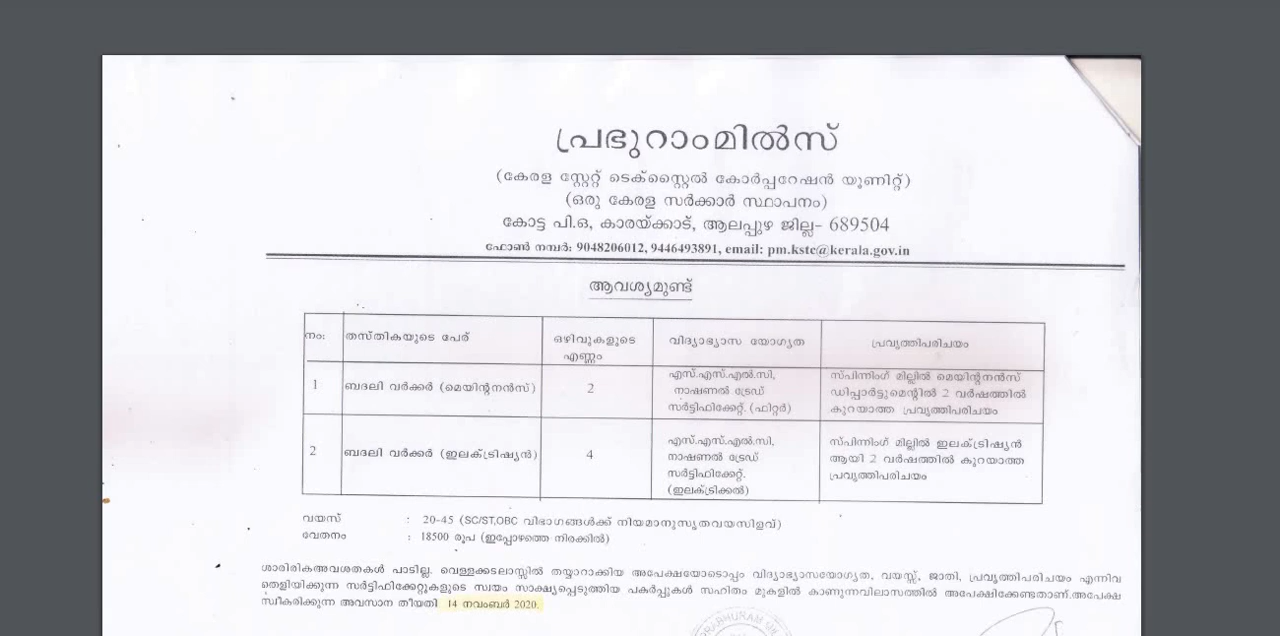 പ്രഭുറാംമിൽസ്
(കേരള സ്റ്റേറ്റ് ടെക്സ്റ്റൈൽ കോർപ്പറേഷൻ യൂണിറ്റ്)
(ഒരു കേരള സർക്കാർ സ്ഥാപനം)
കോട്ട പി.ഒ, കാരയ്ക്കാട്, ആലപ്പുഴ ജില്ല- 689504
ഫോൺ നമ്പർ: 9048206012, 9446493891, email: pm.kstc@kerala.gov.in
ആവശ്യമുണ്ട്
നം: തസ്തികയുടെ പേര് ഒഴിവുകളുടെ എണ്ണം വിദ്യാഭ്യാസ യോഗ്യത പ്രവൃത്തിപരിചയം
1 ബദലി വർക്കർ (മെയിന്റനൻസ്) 2 എസ്.എസ്.എൽ.സി, നാഷണൽ ട്രേഡ് സർട്ടിഫിക്കേറ്റ്. (ഫിറ്റർ) സ്പിന്നിംഗ് മില്ലിൽ മെയിന്റനൻസ് ഡിപ്പാർട്ടുമെന്റിൽ 2 വർഷത്തിൽ കുറയാത്ത പ്രവൃത്തിപരിചയം
2 ബദലി വർക്കർ (ഇലക്ട്രിഷ്യൻ) 4 എസ്.എസ്.എൽ.സി, നാഷണൽ ട്രേഡ് സർട്ടിഫിക്കേറ്റ്. (ഇലക്ട്രിക്കൽ) സ്പിന്നിംഗ് മില്ലിൽ ഇലക്ട്രിഷ്യൻ ആയി 2 വർഷത്തിൽ കുറയാത്ത പ്രവൃത്തിപരിചയം
വയസ് : 20-45 (SC/ST,OBC വിഭാഗങ്ങൾക്ക് നിയമാനുസൃതവയസിളവ്)
വേതനം : 18500 രൂപ (ഇപ്പോഴത്തെ നിരക്കിൽ)
ശാരിരികഅവശതകൾ പാടില്ല. വെള്ളക്കടലാസ്സിൽ തയ്യാറാക്കിയ അപേക്ഷയോടൊപ്പം വിദ്യാഭ്യാസയോഗ്യത, വയസ്സ്, ജാതി, പ്രവൃത്തിപരിചയം എന്നിവ
തെളിയിക്കുന്ന സർട്ടിഫിക്കേറ്റുകളുടെ സ്വയം സാക്ഷ്യപ്പെടുത്തിയ പകർപ്പുകൾ സഹിതം മുകളിൽ കാണുന്നവിലാസത്തിൽ അപേക്ഷിക്കേണ്ടതാണ്.അപേക്ഷ
സ്വീകരിക്കുന്ന അവസാന തീയതി 14 നവംബർ 2020.